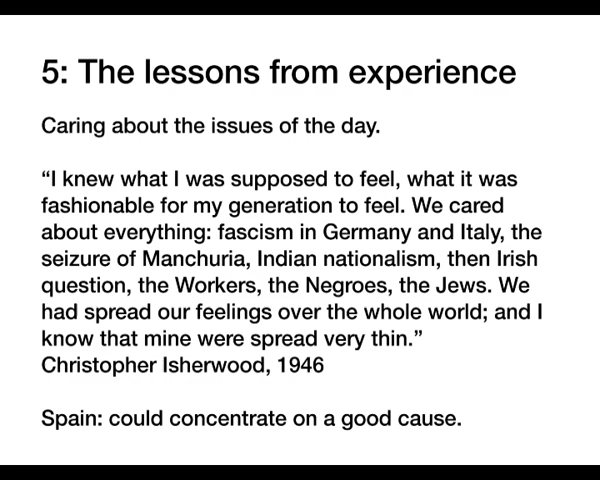 5: The lessons from experience
Caring about the issues of the day.
“I knew what I was supposed to feel, what it was
fashionable for my generation to feel. We cared
about everything: fascism in Germany and Italy, the
seizure of Manchuria, Indian nationalism, then Irish
question, the Workers, the Negroes, the Jews. We
had spread our feelings over the whole world; and I
know that mine were spread very thin.”
Christopher Isherwood, 1946
Spain: could concentrate on a good cause.